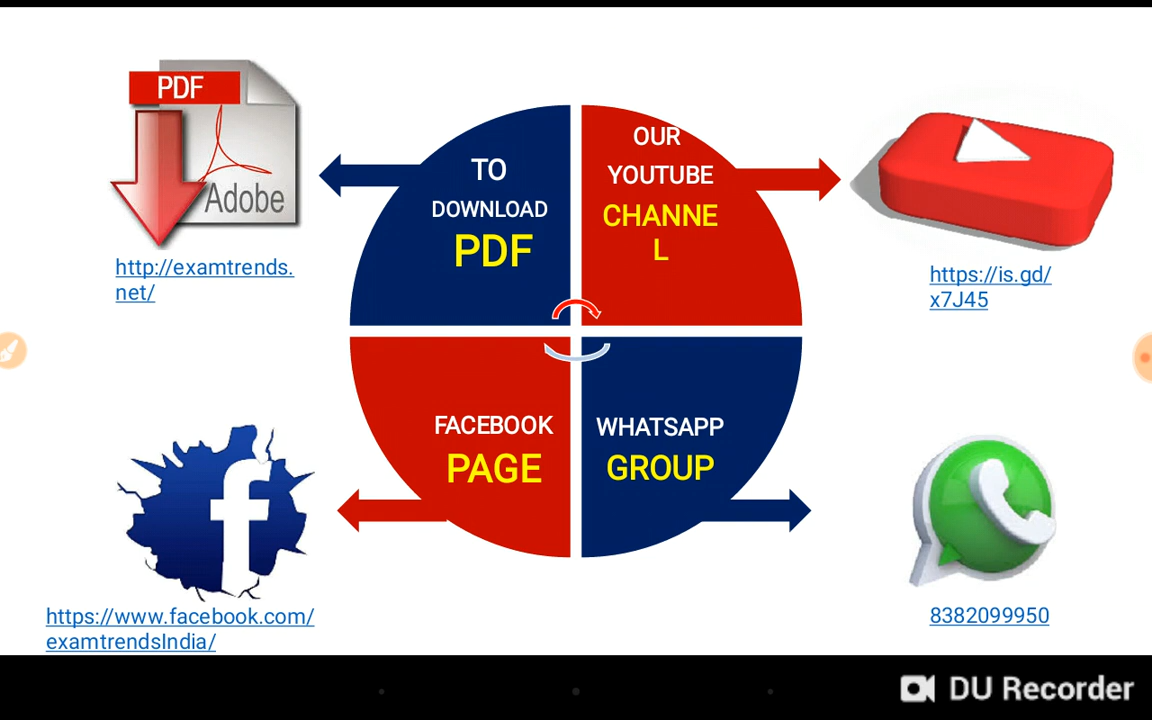 PDF
Adobe
http://examtrends.
net/
TO
DOWNLOAD
PDF
OUR
YOUTUBE
CHANNE
L
https://is.gd/
x7J45
FACEBOOK
PAGE
https://www.facebook.com/
examtrendsIndia/
WHATSAPP
GROUP
8382099950
DU Recorder